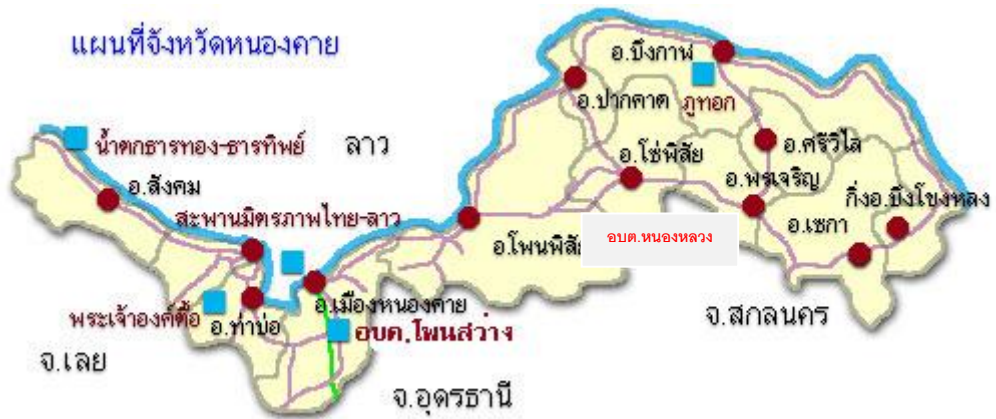 แผนที่จังหวัดหนองคาย
อ.บึงกาฬ
อ.ปากคาด
ภูทอก
น้ำตกธารทอง-ธารทิพย์
ลาว
อ.ศรีวิไล
อ.โซ่พิสัย
อ.สังคม
อ.พรเจริญ
กิ่งอ.บึงโขงหลง
สะพานมิตรภาพไทย-ลาว
อ.เซกา
อ.โพนพิสัย
อบต.หนองหลวง
อ.เมืองหนองคาย
พระเจ้าองค์ตื้อ
อ.ท่าบ่อ
จ.สกลนคร
อบต.โพนสว่าง
จ.เลย
จ.อุดรธานี